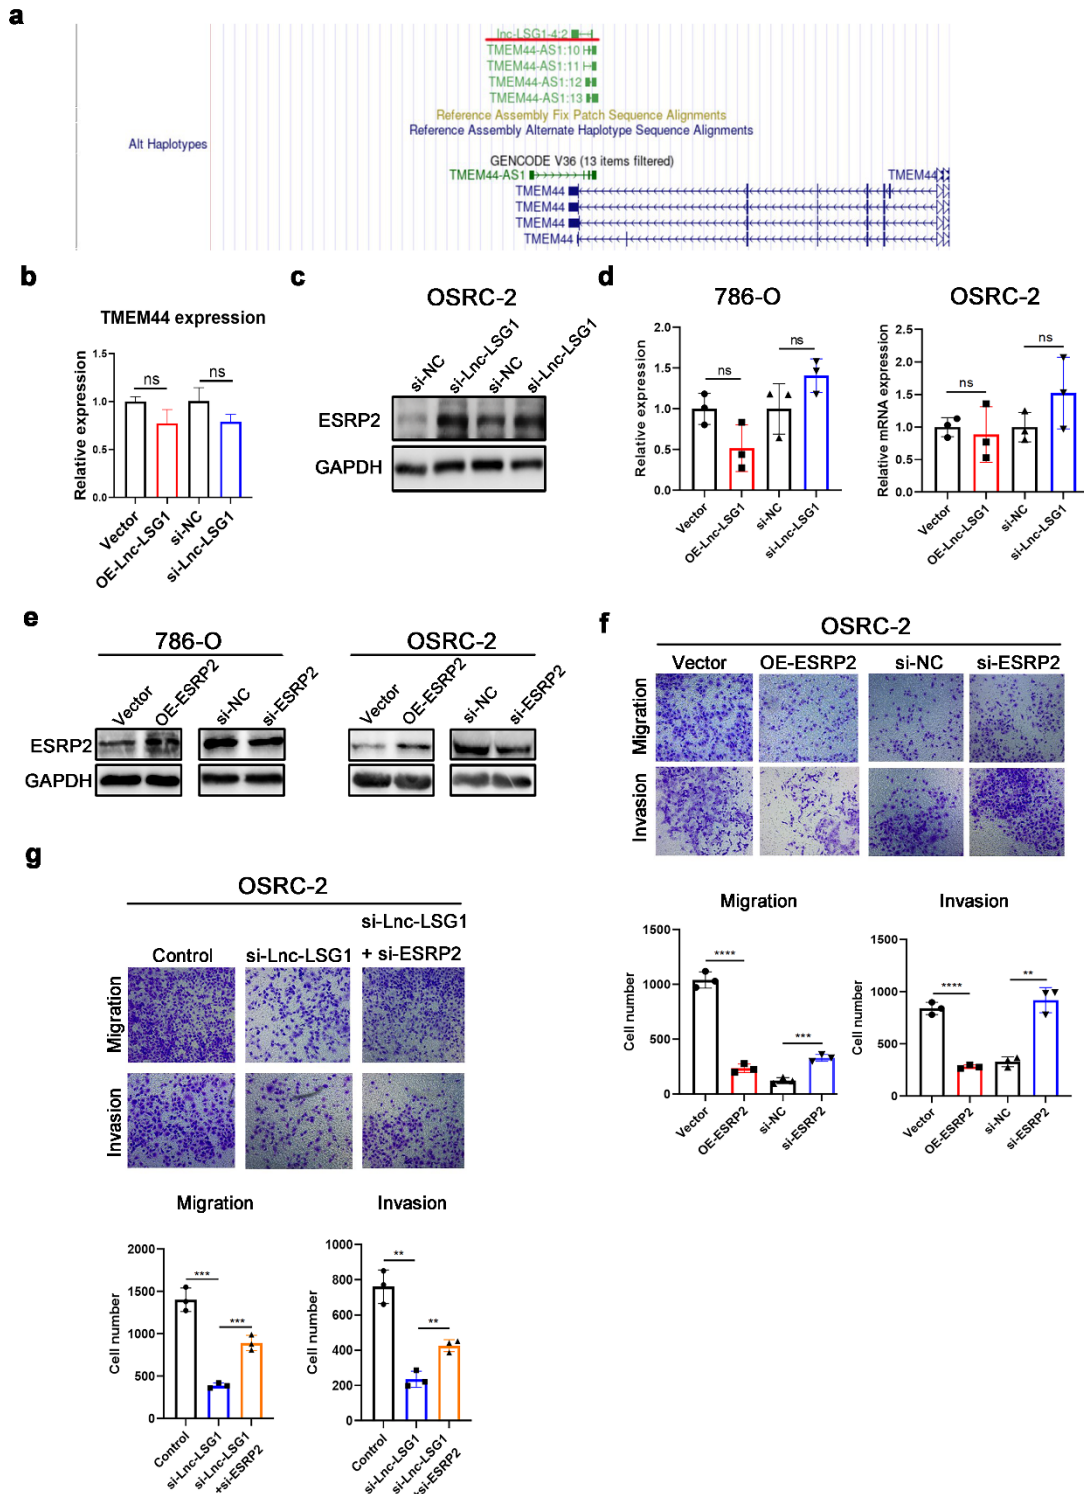 a
lnc-LSG1-4:2
TMEM44-AS1:10
TMEM44-AS1:11
TMEM44-AS1:12
TMEM44-AS1:13
Reference Assembly Fix Patch Sequence Alignments
Reference Assembly Alternate Haplotype Sequence Alignments
Alt Haplotypes
GENCODE V36 (13 items filtered)
TMEM44-AS1
TMEM44
TMEM44
TMEM44
TMEM44
TMEM44
b
TMEM44 expression
Relative expression
1.5
1.0
0.5
0.0
ns
ns
Vector
OE-Lnc-LSG1
si-NC
si-Lnc-LSG1
c
OSRC-2
si-NC
si-Lnc-LSG1
si-NC
si-Lnc-LSG1
ESRP2
GAPDH
d
786-O
Relative expression
2.0
1.5
1.0
0.5
0.0
ns
ns
Vector
OE-Lnc-LSG1
si-NC
si-Lnc-LSG1
OSRC-2
Relative mRNA expression
2.5
2.0
1.5
1.0
0.5
0.0
ns
ns
Vector
OE-Lnc-LSG1
si-NC
si-Lnc-LSG1
e
786-O
Vector
OE-ESRP2
si-NC
si-ESRP2
OSRC-2
Vector
OE-ESRP2
si-NC
si-ESRP2
ESRP2
GAPDH
f
OSRC-2
Vector OE-ESRP2 si-NC si-ESRP2
Migration
Invasion
Migration
Cell number
1500
1000
500
0
****
***
Vector
OE-ESRP2
si-NC
si-ESRP2
Invasion
Cell number
1500
1000
500
0
****
**
Vector
OE-ESRP2
si-NC
si-ESRP2
g
OSRC-2
Control
si-Lnc-LSG1
si-Lnc-LSG1
+ si-ESRP2
Migration
Invasion
Migration
Cell number
2000
1500
1000
500
0
***
***
Control
si-Lnc-LSG1
si-Lnc-LSG1
+si-ESRP2
Invasion
Cell number
1000
800
600
400
200
0
**
**
Control
si-Lnc-LSG1
si-Lnc-LSG1
+si-ESRP2